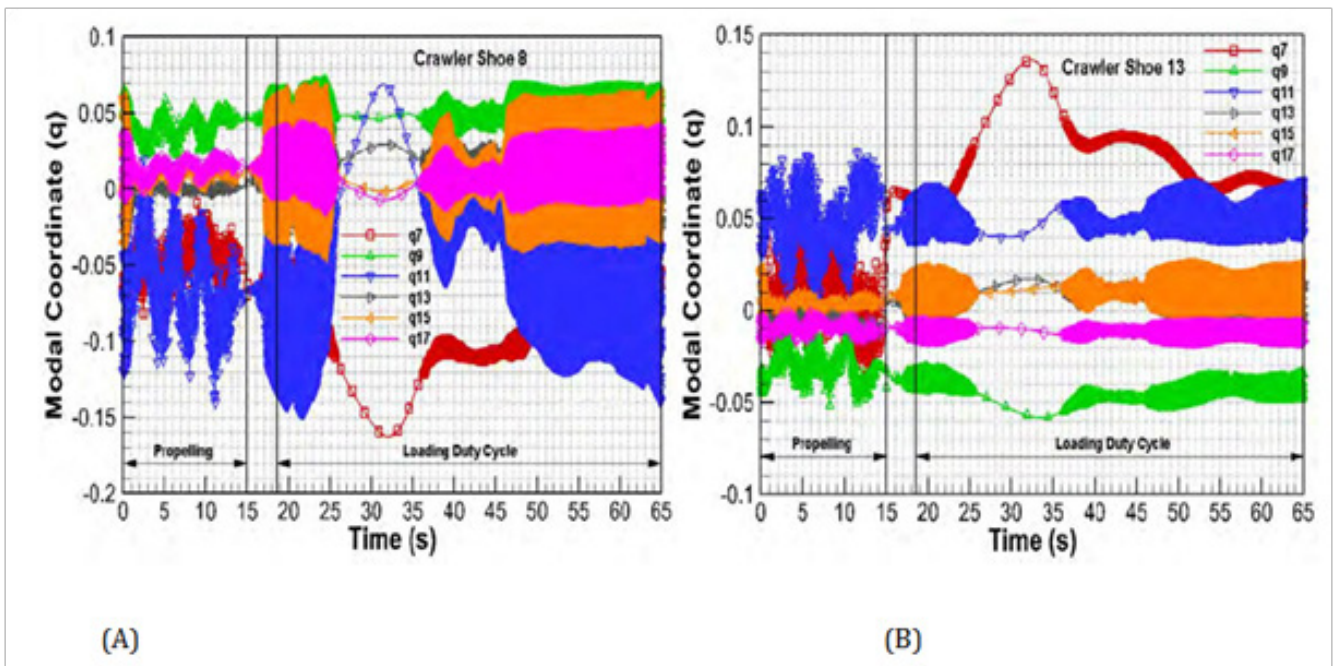 Crawler Shoe 8
Modal Coordinate (q)
0.1
0.05
0
-0.05
-0.1
-0.15
-0.2
q7
q9
q11
q13
q15
q17
Propelling
Loading Duty Cycle
0 5 10 15 20 25 30 35 40 45 50 55 60 65
Time (s)
(A)
Crawler Shoe 13
Modal Coordinate (q)
0.15
0.1
0.05
0
-0.05
-0.1
q7
q9
q11
q13
q15
q17
Propelling
Loading Duty Cycle
0 5 10 15 20 25 30 35 40 45 50 55 60 65
Time (s)
(B)